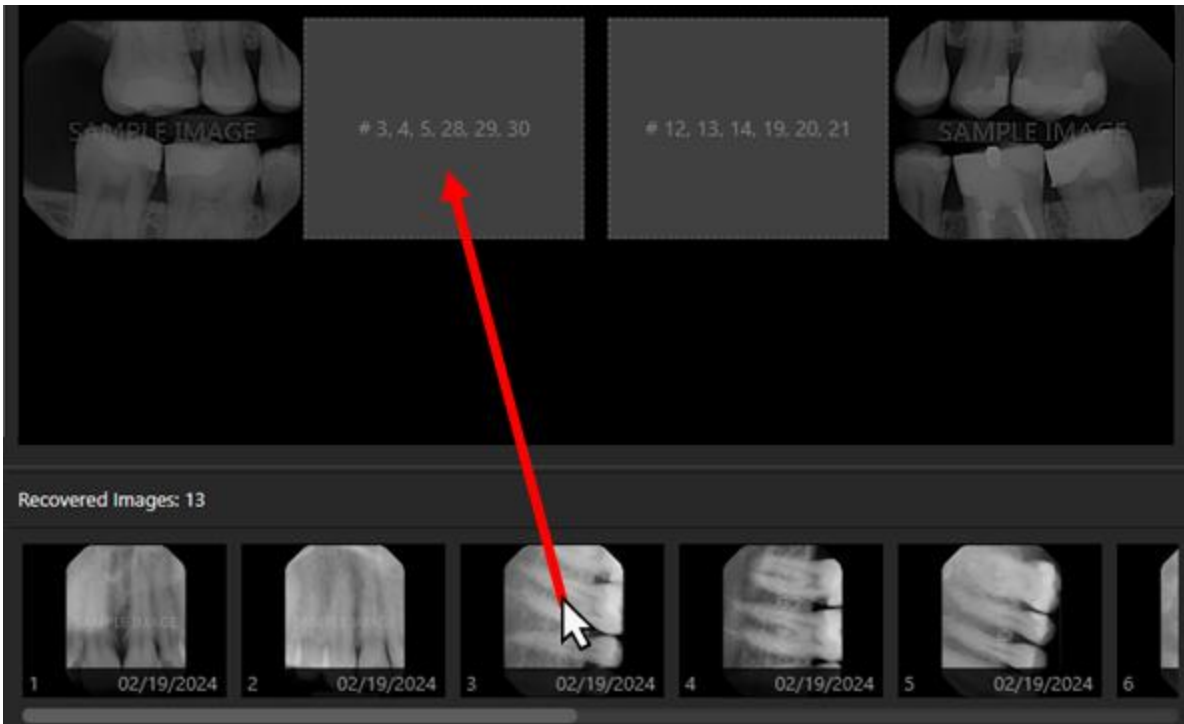 SAMPLE IMAGE
# 3, 4, 5, 28, 29, 30
# 12, 13, 14, 19, 20, 21
SAMPLE IMAGE
Recovered Images: 13
SAMPLE IMAGE
1 02/19/2024
2 02/19/2024
3 02/19/2024
4 02/19/2024
5 02/19/2024
6